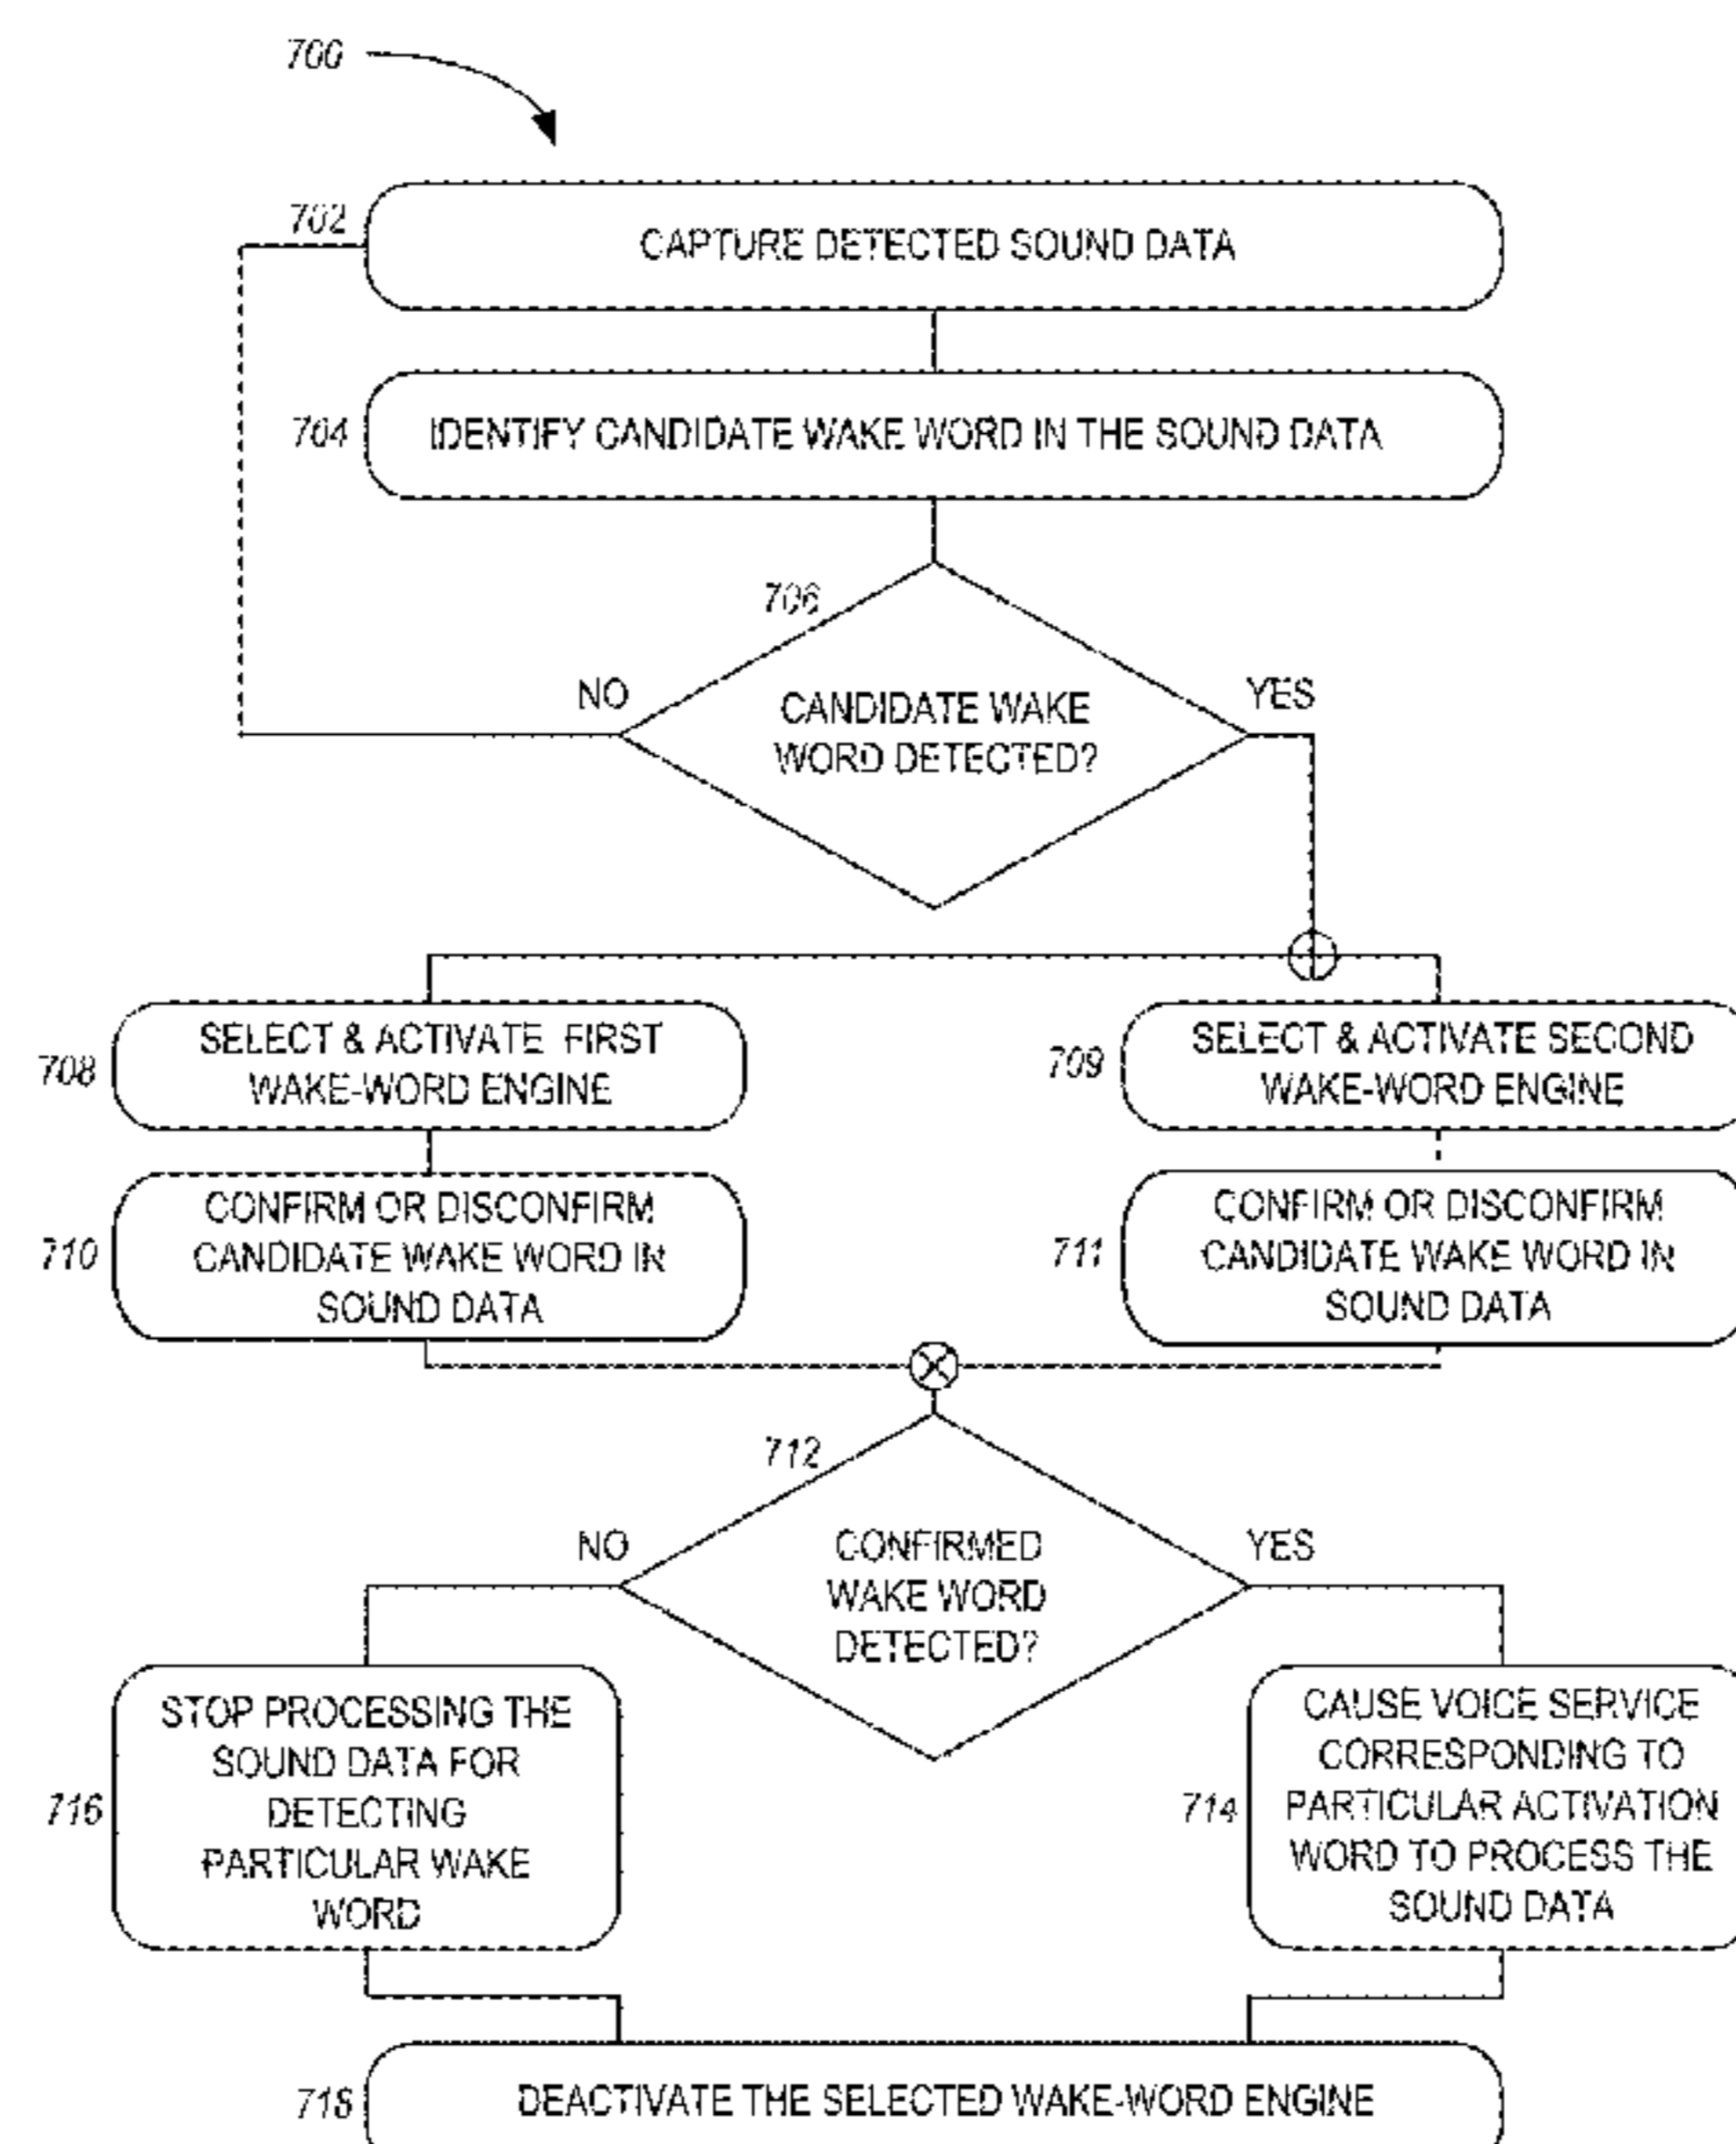 700
702
CAPTURE DETECTED SOUND DATA
704
IDENTIFY CANDIDATE WAKE WORD IN THE SOUND DATA
706
NO
CANDIDATE WAKE
WORD DETECTED?
YES
708
SELECT & ACTIVATE FIRST
WAKE-WORD ENGINE
709
SELECT & ACTIVATE SECOND
WAKE-WORD ENGINE
710
CONFIRM OR DISCONFIRM
CANDIDATE WAKE WORD IN
SOUND DATA
711
CONFIRM OR DISCONFIRM
CANDIDATE WAKE WORD IN
SOUND DATA
712
NO
CONFIRMED
WAKE WORD
DETECTED?
YES
716
STOP PROCESSING THE
SOUND DATA FOR
DETECTING
PARTICULAR WAKE
WORD
714
CAUSE VOICE SERVICE
CORRESPONDING TO
PARTICULAR ACTIVATION
WORD TO PROCESS THE
SOUND DATA
718
DEACTIVATE THE SELECTED WAKE-WORD ENGINE